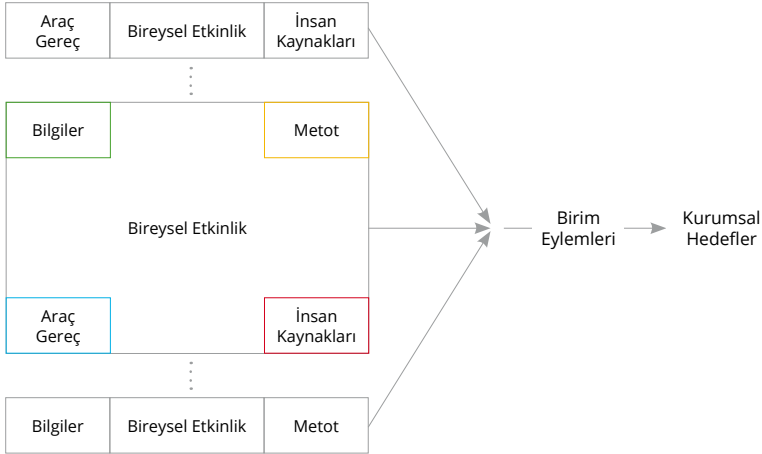 Araç
Gereç
Bireysel Etkinlik
İnsan
Kaynakları
Bilgiler
Metot
Bireysel Etkinlik
Birim
Eylemleri
Kurumsal
Hedefler
Araç
Gereç
İnsan
Kaynakları
Bilgiler
Bireysel Etkinlik
Metot